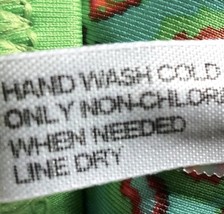 HAND WASH COLD
ONLY NON-CHLOR
WHEN NEEDED
LINE DRY